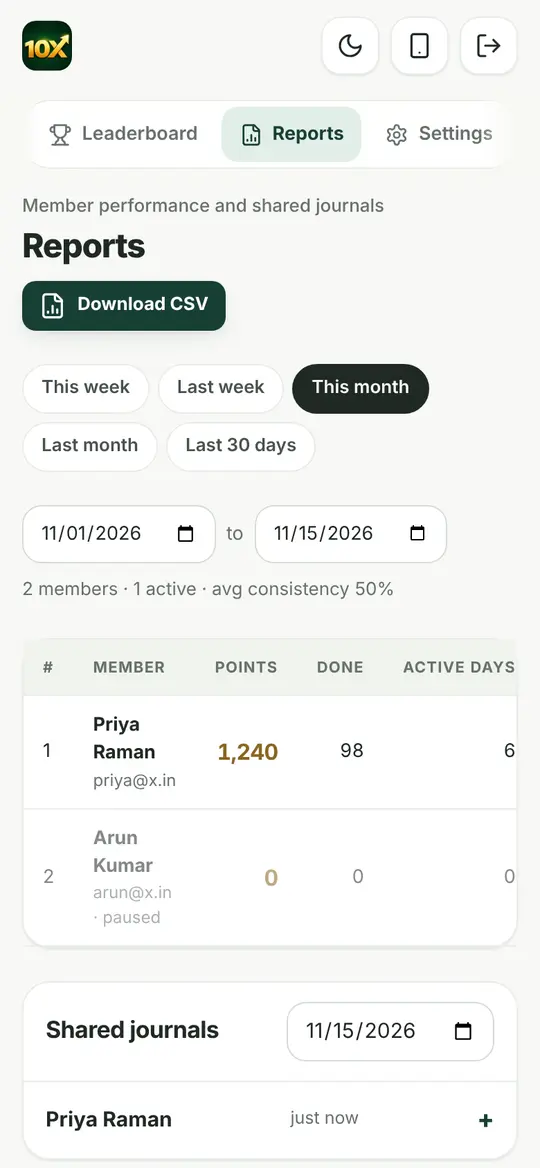 10X
Leaderboard Reports Settings
Member performance and shared journals
Reports
Download CSV
This week Last week This month
Last month Last 30 days
11/01/2026 to 11/15/2026
2 members · 1 active · avg consistency 50%
# MEMBER POINTS DONE ACTIVE DAYS
Priya
1 Raman 1,240 98 6
priya@x.in
Arun
Kumar
2 arun@x.in 0 0 0
· paused
Shared journals 11/15/2026
Priya Raman just now +